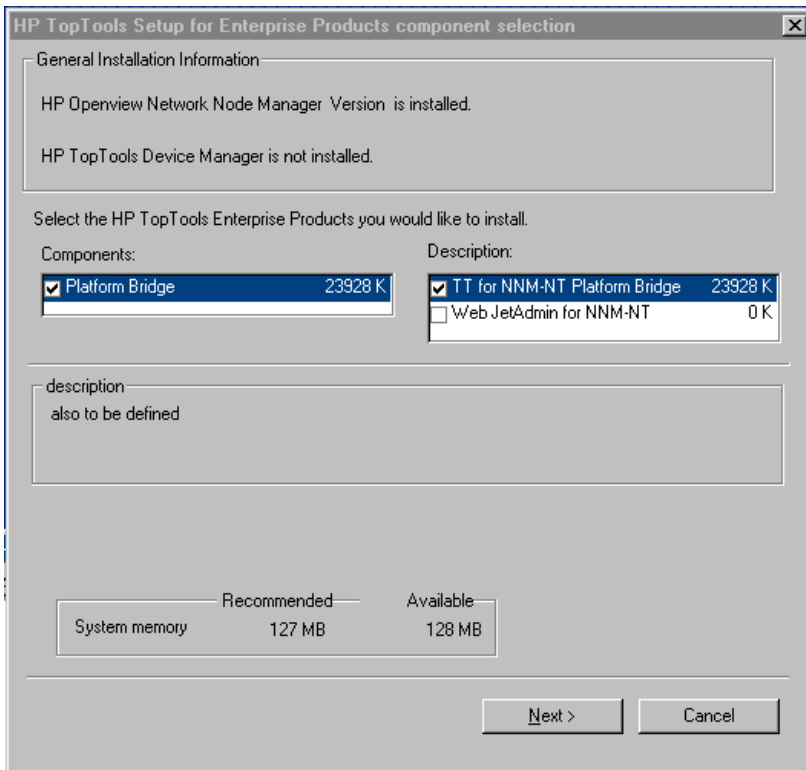 HP TopTools Setup for Enterprise Products component selection
General Installation Information
HP Openview Network Node Manager Version is installed.
HP TopTools Device Manager is not installed.
Select the HP TopTools Enterprise Products you would like to install.
Components:
Description:
Platform Bridge 23928 K
TT for NNM-NT Platform Bridge 23928 K
Web JetAdmin for NNM-NT 0 K
description
also to be defined
Recommended Available
System memory 127 MB 128 MB
Next > Cancel